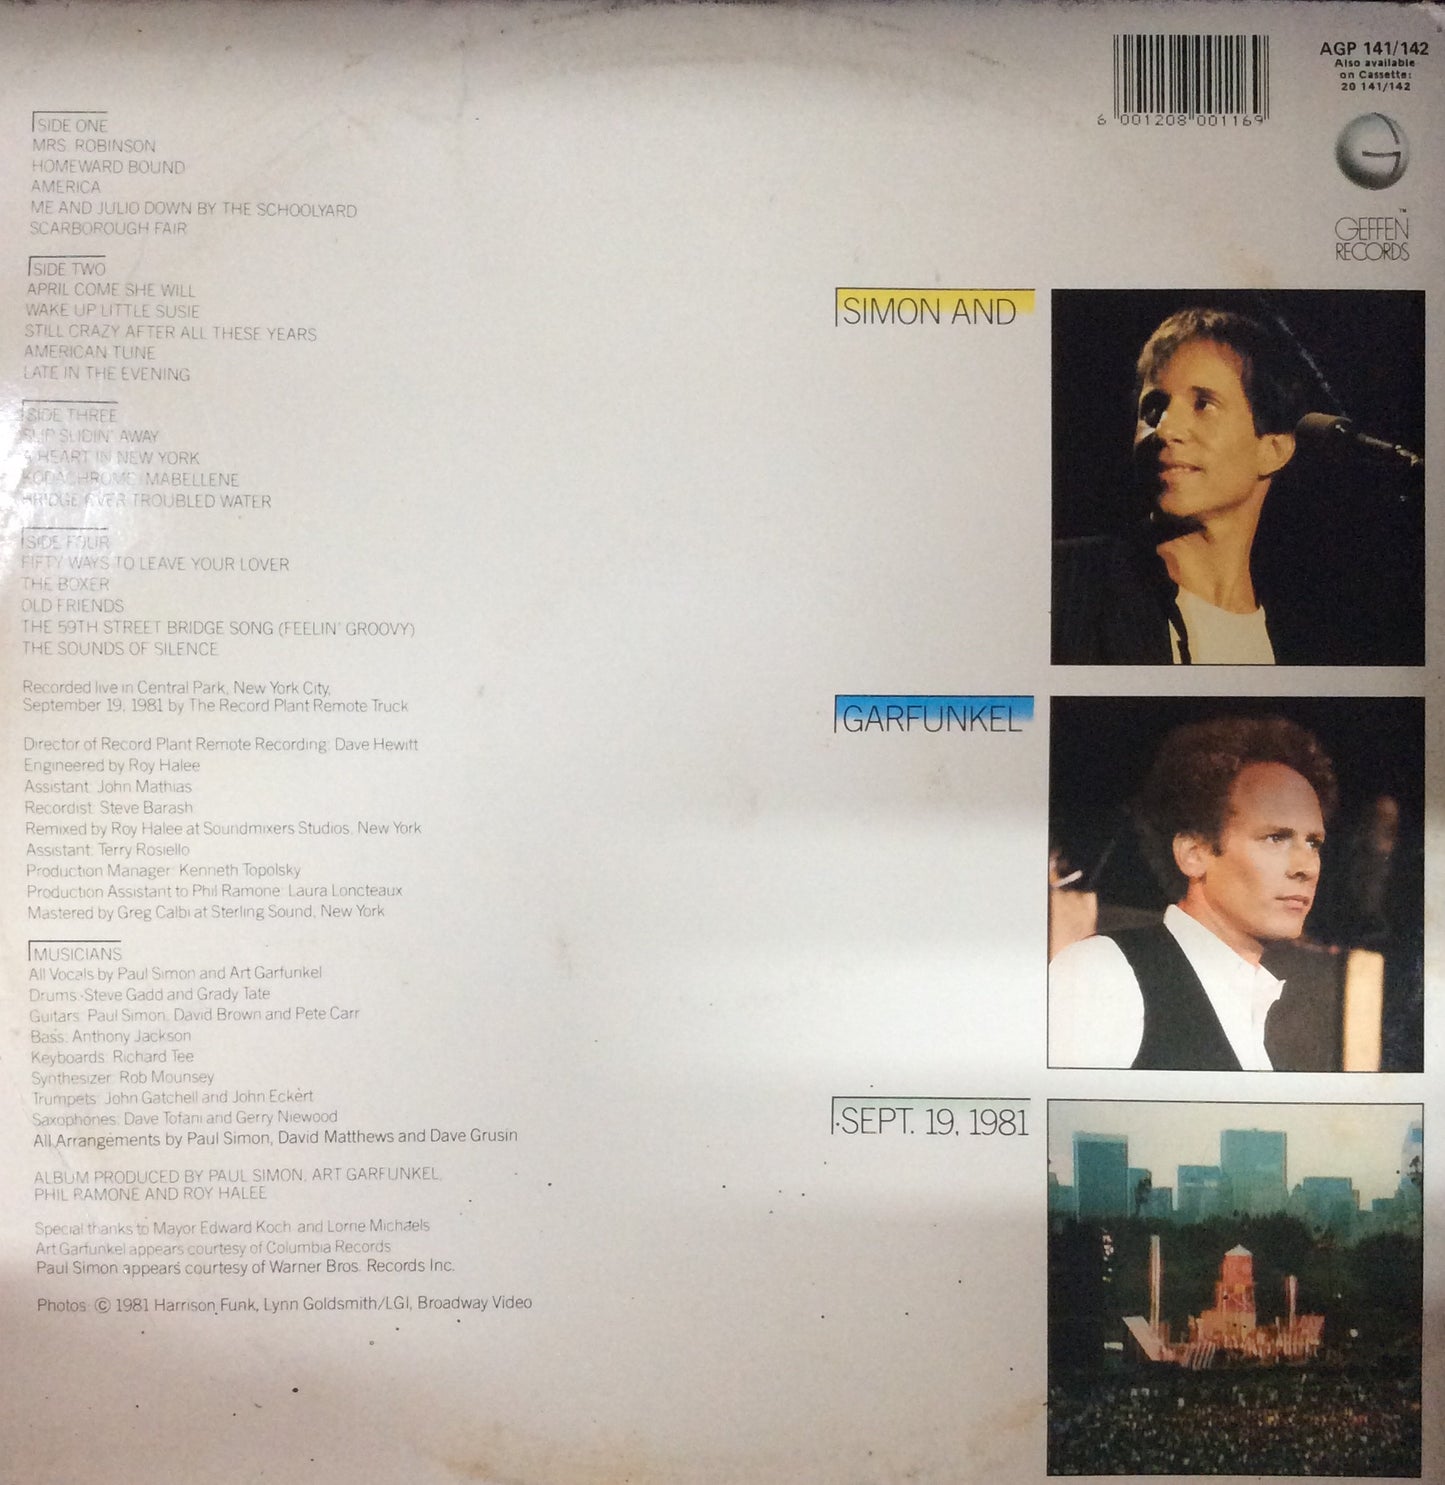 SIDE ONE
MRS. ROBINSON
HOMEWARD BOUND
AMERICA
ME AND JULIO DOWN BY THE SCHOOLYARD
SCARBOROUGH FAIR
SIDE TWO
APRIL COME SHE WILL
WAKE UP LITTLE SUSIE
STILL CRAZY AFTER ALL THESE YEARS
AMERICAN TUNE
LATE IN THE EVENING
SIDE THREE
SLIP SLIDIN' AWAY
A HEART IN NEW YORK
KODACHROME/MABELLENE
BRIDGE OVER TROUBLED WATER
SIDE FOUR
FIFTY WAYS TO LEAVE YOUR LOVER
THE BOXER
OLD FRIENDS
THE 59TH STREET BRIDGE SONG (FEELIN' GROOVY)
THE SOUNDS OF SILENCE
Recorded live in Central Park, New York City,
September 19, 1981 by The Record Plant Remote Truck
Director of Record Plant Remote Recording: Dave Hewitt
Engineered by Roy Halee
Assistant: John Mathias
Recordist: Steve Barash
Remixed by Roy Halee at Soundmixers Studios, New York
Assistant: Terry Rosiello
Production Manager: Kenneth Topolsky
Production Assistant to Phil Ramone: Laura Loncteaux
Mastered by Greg Calbi at Sterling Sound, New York
MUSICIANS
All Vocals by Paul Simon and Art Garfunkel
Drums: Steve Gadd and Grady Tate
Guitars: Paul Simon, David Brown and Pete Carr
Bass: Anthony Jackson
Keyboards: Richard Tee
Synthesizer: Rob Mounsey
Trumpets: John Gatchell and John Eckert
Saxophones: Dave Tofani and Gerry Niewood
All Arrangements by Paul Simon, David Matthews and Dave Grusin
ALBUM PRODUCED BY PAUL SIMON, ART GARFUNKEL,
PHIL RAMONE AND ROY HALEE
Special thanks to Mayor Edward Koch and Lorne Michaels
Art Garfunkel appears courtesy of Columbia Records
Paul Simon appears courtesy of Warner Bros. Records Inc.
Photos: © 1981 Harrison Funk, Lynn Goldsmith/LGI, Broadway Video
6 001208 001169
AGP 141/142
Also available
on Cassette:
20 141/142
GEFFEN
RECORDS™
SIMON AND
GARFUNKEL
SEPT. 19, 1981